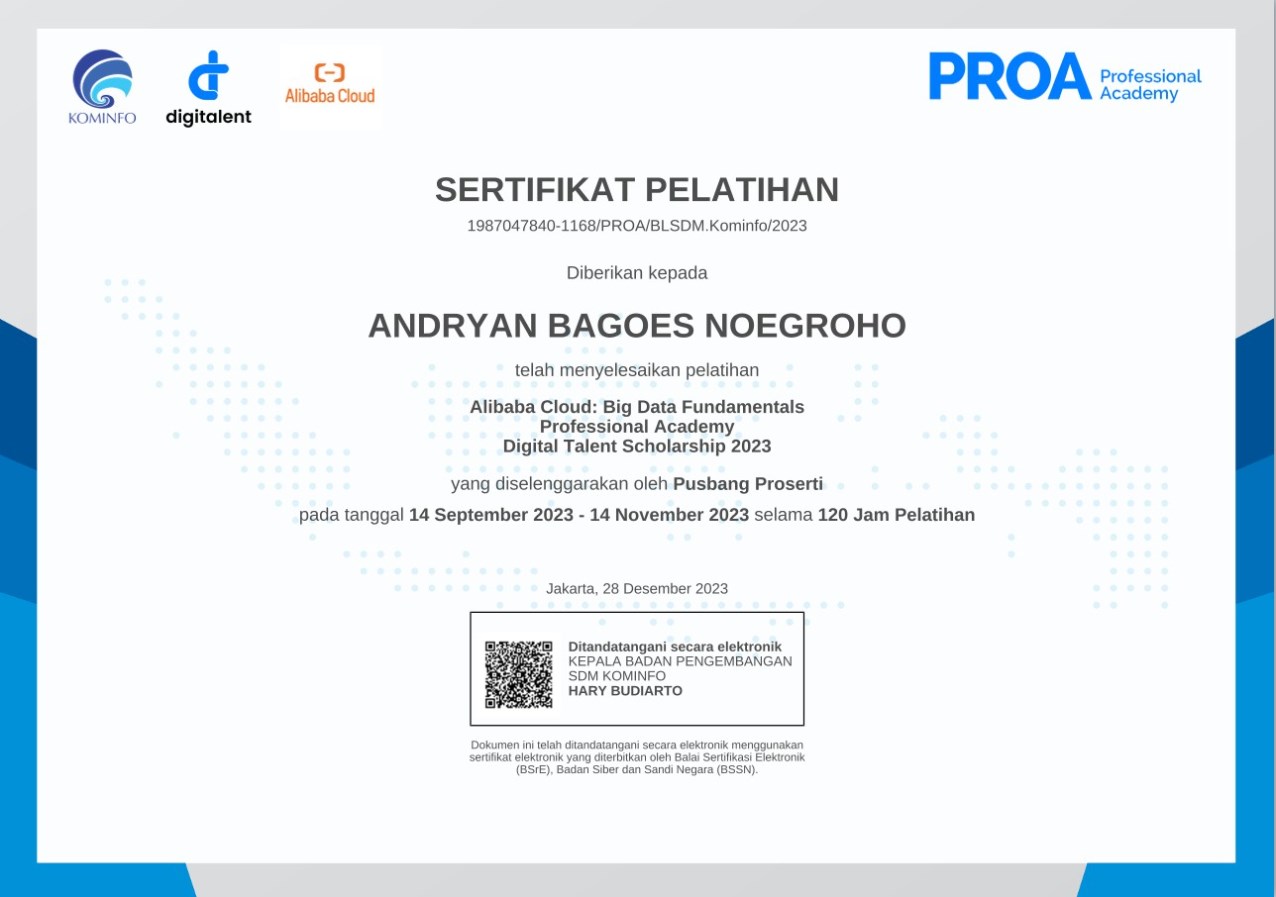 KOMINFO
digitalent
Alibaba Cloud
PROA Professional Academy
SERTIFIKAT PELATIHAN
1987047840-1168/PROA/BLSDM.Kominfo/2023
Diberikan kepada
ANDRYAN BAGOES NOEGROHO
telah menyelesaikan pelatihan
Alibaba Cloud: Big Data Fundamentals
Professional Academy
Digital Talent Scholarship 2023
yang diselenggarakan oleh Pusbang Proserti
pada tanggal 14 September 2023 - 14 November 2023 selama 120 Jam Pelatihan
Jakarta, 28 Desember 2023
Ditandatangani secara elektronik
KEPALA BADAN PENGEMBANGAN
SDM KOMINFO
HARY BUDIARTO
Dokumen ini telah ditandatangani secara elektronik menggunakan
sertifikat elektronik yang diterbitkan oleh Balai Sertifikasi Elektronik
(BSrE), Badan Siber dan Sandi Negara (BSSN).